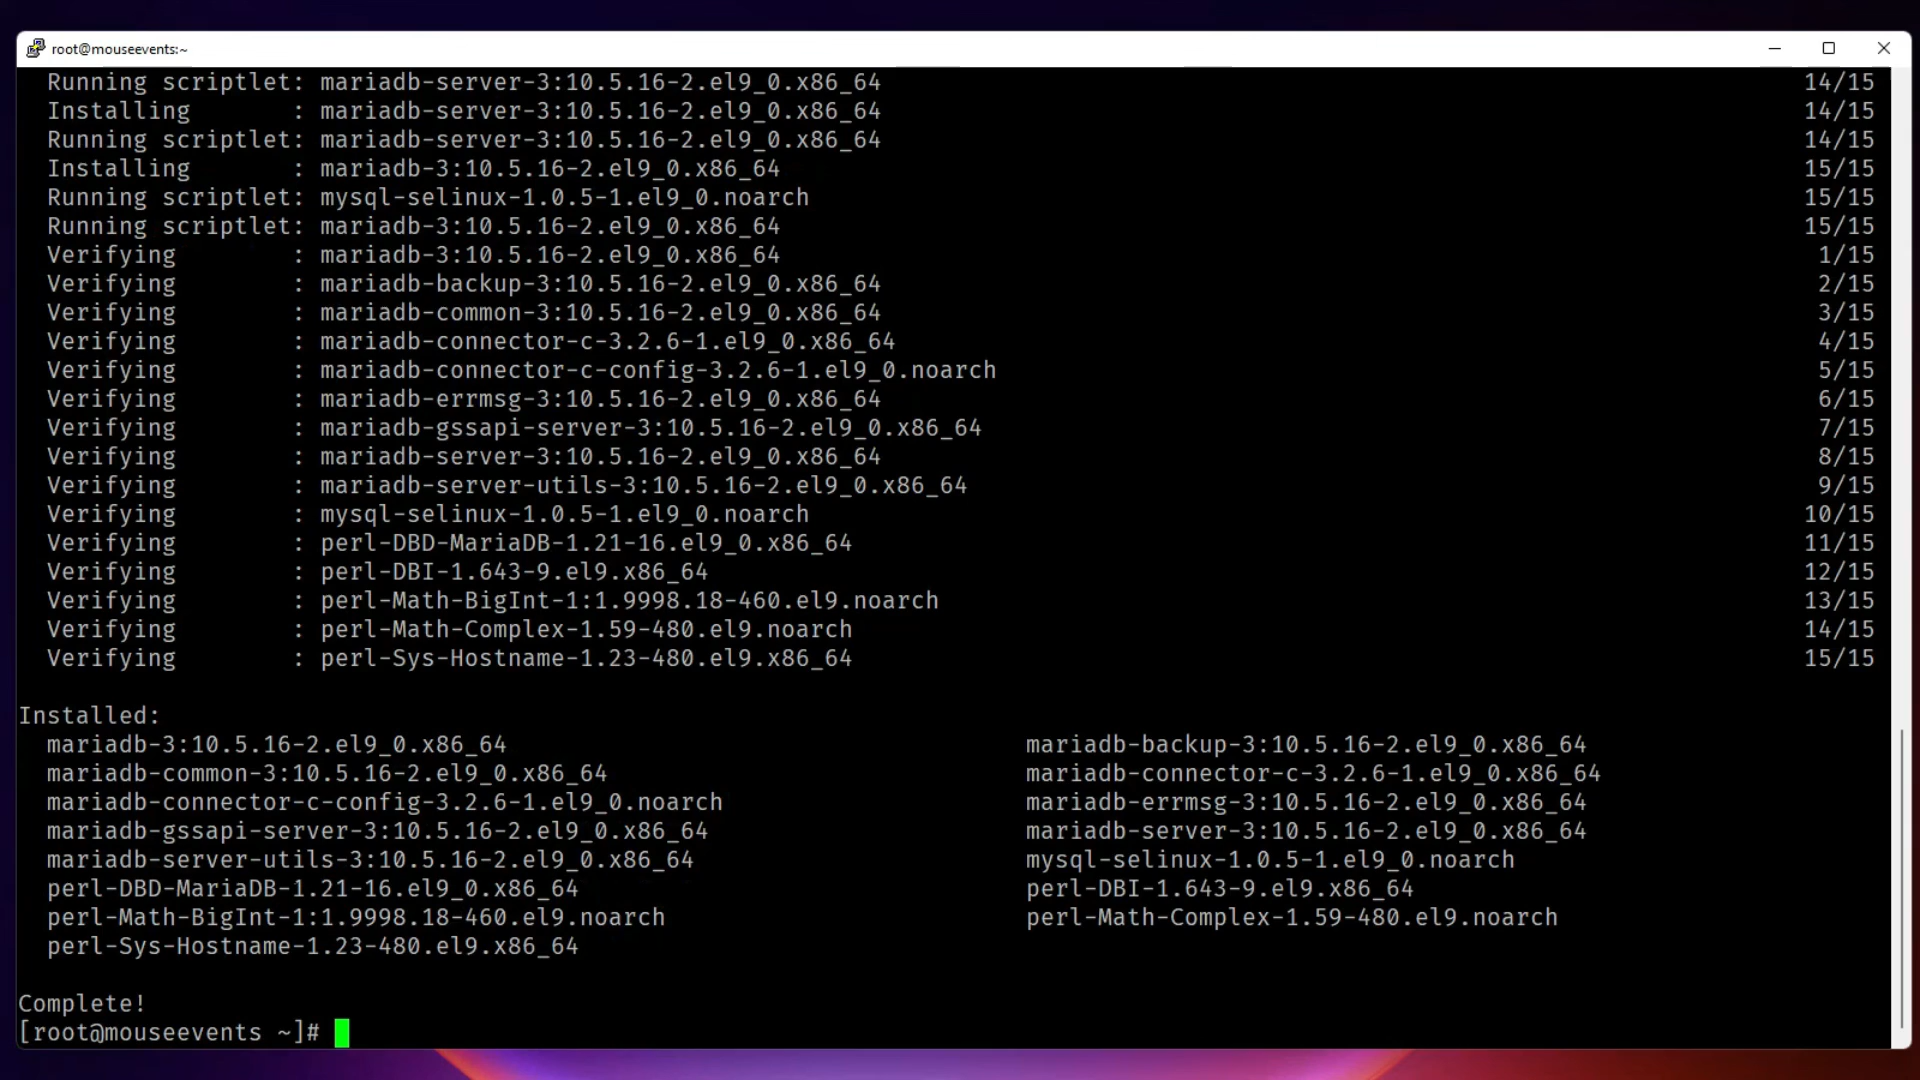 root@mouseevents:~
Running scriptlet: mariadb-server-3:10.5.16-2.el9_0.x86_64 14/15
Installing : mariadb-server-3:10.5.16-2.el9_0.x86_64 14/15
Running scriptlet: mariadb-server-3:10.5.16-2.el9_0.x86_64 14/15
Installing : mariadb-3:10.5.16-2.el9_0.x86_64 15/15
Running scriptlet: mysql-selinux-1.0.5-1.el9_0.noarch 15/15
Running scriptlet: mariadb-3:10.5.16-2.el9_0.x86_64 15/15
Verifying : mariadb-3:10.5.16-2.el9_0.x86_64 1/15
Verifying : mariadb-backup-3:10.5.16-2.el9_0.x86_64 2/15
Verifying : mariadb-common-3:10.5.16-2.el9_0.x86_64 3/15
Verifying : mariadb-connector-c-3.2.6-1.el9_0.x86_64 4/15
Verifying : mariadb-connector-c-config-3.2.6-1.el9_0.noarch 5/15
Verifying : mariadb-errmsg-3:10.5.16-2.el9_0.x86_64 6/15
Verifying : mariadb-gssapi-server-3:10.5.16-2.el9_0.x86_64 7/15
Verifying : mariadb-server-3:10.5.16-2.el9_0.x86_64 8/15
Verifying : mariadb-server-utils-3:10.5.16-2.el9_0.x86_64 9/15
Verifying : mysql-selinux-1.0.5-1.el9_0.noarch 10/15
Verifying : perl-DBD-MariaDB-1.21-16.el9_0.x86_64 11/15
Verifying : perl-DBI-1.643-9.el9.x86_64 12/15
Verifying : perl-Math-BigInt-1:1.9998.18-460.el9.noarch 13/15
Verifying : perl-Math-Complex-1.59-480.el9.noarch 14/15
Verifying : perl-Sys-Hostname-1.23-480.el9.x86_64 15/15
Installed:
mariadb-3:10.5.16-2.el9_0.x86_64 mariadb-backup-3:10.5.16-2.el9_0.x86_64
mariadb-common-3:10.5.16-2.el9_0.x86_64 mariadb-connector-c-3.2.6-1.el9_0.x86_64
mariadb-connector-c-config-3.2.6-1.el9_0.noarch mariadb-errmsg-3:10.5.16-2.el9_0.x86_64
mariadb-gssapi-server-3:10.5.16-2.el9_0.x86_64 mariadb-server-3:10.5.16-2.el9_0.x86_64
mariadb-server-utils-3:10.5.16-2.el9_0.x86_64 mysql-selinux-1.0.5-1.el9_0.noarch
perl-DBD-MariaDB-1.21-16.el9_0.x86_64 perl-DBI-1.643-9.el9.x86_64
perl-Math-BigInt-1:1.9998.18-460.el9.noarch perl-Math-Complex-1.59-480.el9.noarch
perl-Sys-Hostname-1.23-480.el9.x86_64
Complete!
[root@mouseevents ~]#